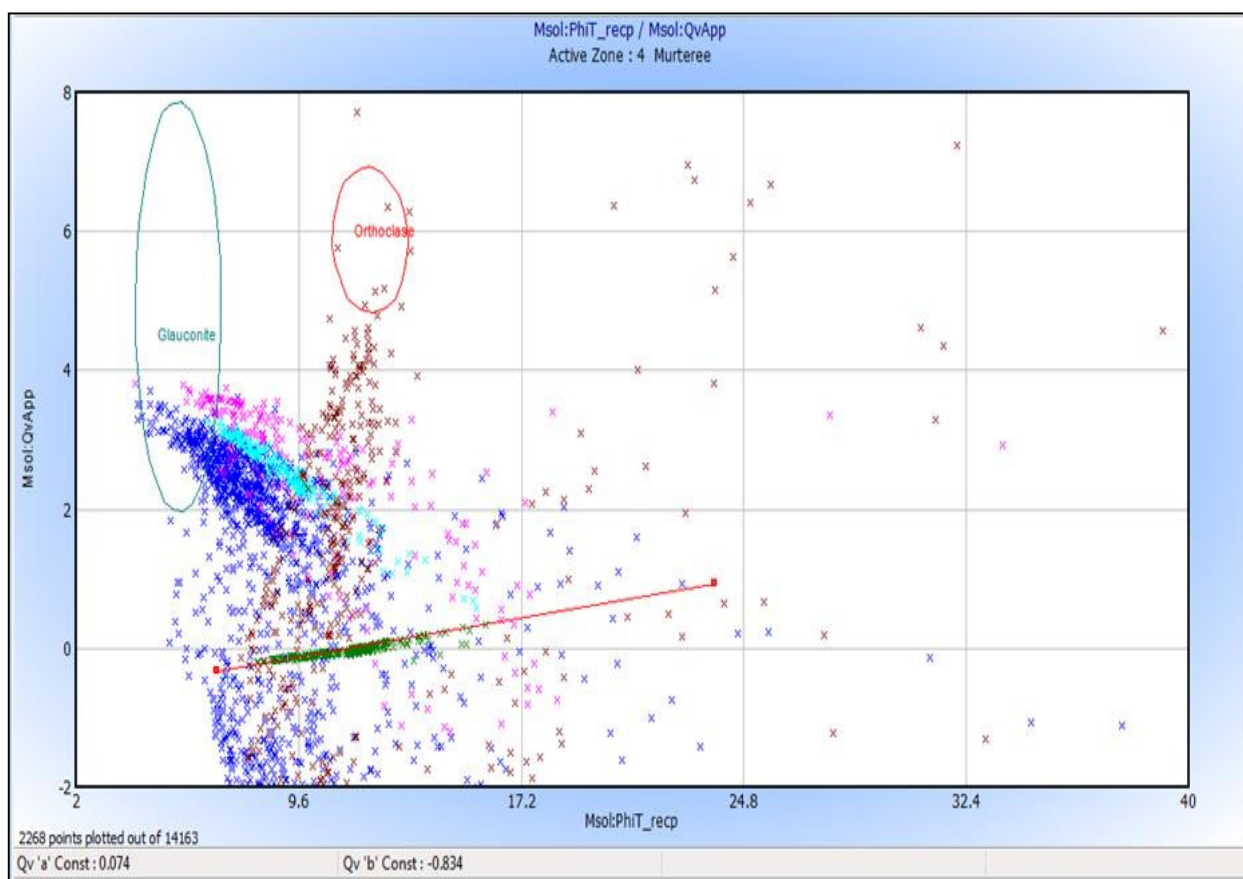 Msol:PhiT_recp / Msol:QvApp
Active Zone : 4 Murteree
8
6
4
2
0
-2
Msol:QvApp
Glauconite
Orthoclase
2
9.6
17.2
24.8
32.4
40
Msol:PhiT_recp
2268 points plotted out of 14163
Qv 'a' Const : 0.074
Qv 'b' Const : -0.834